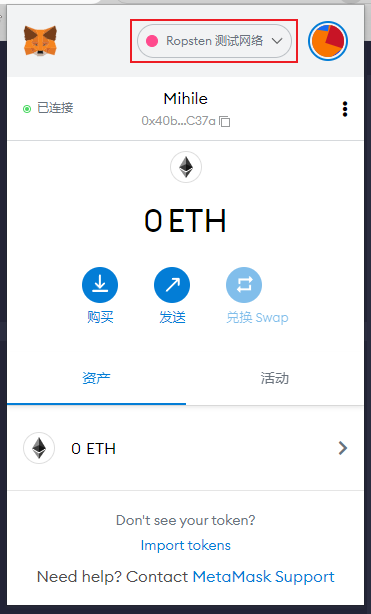 Ropsten 测试网络
已连接
Mihile
0x40b...C37a
0 ETH
购买
发送
兑换 Swap
资产
活动
0 ETH
Don't see your token?
Import tokens
Need help? Contact MetaMask Support